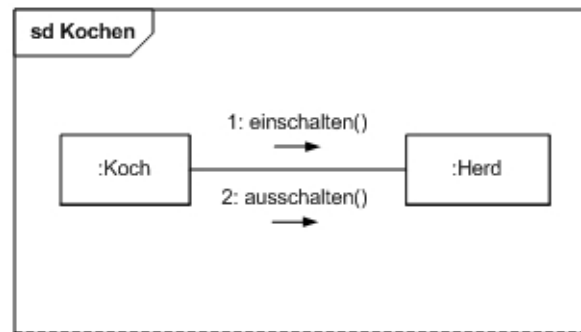 sd Kochen
1: einschalten()
:Koch
:Herd
2: ausschalten()